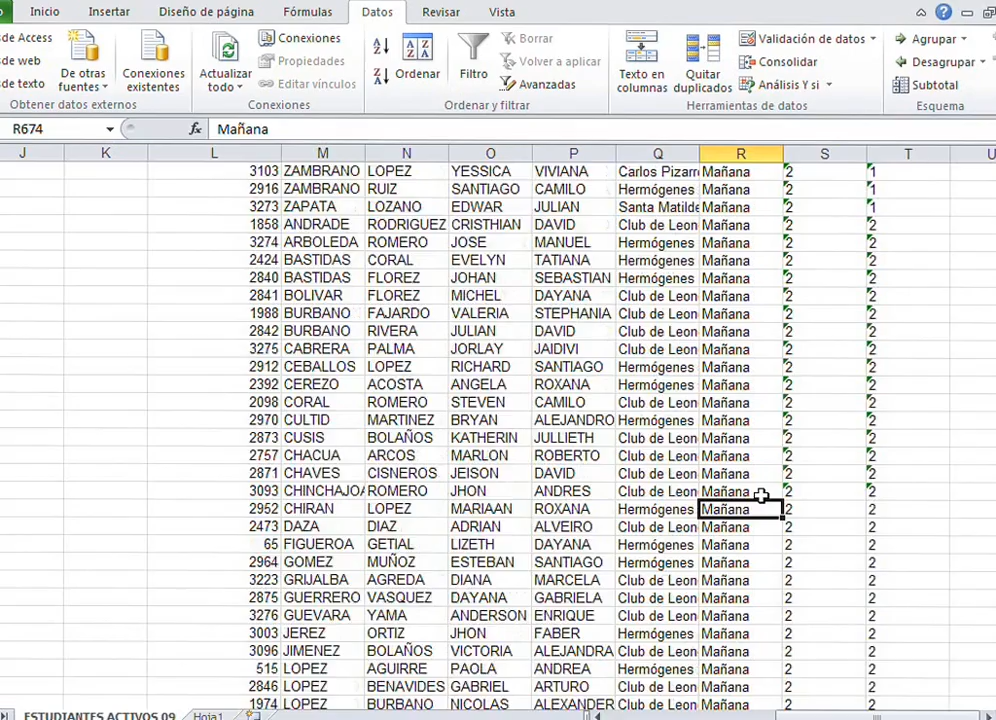 Inicio Insertar Diseño de página Fórmulas Datos Revisar Vista
de Access
web
de texto
De otras fuentes
Conexiones existentes
Obtener datos externos
Actualizar todo
Conexiones
Propiedades
Editar vínculos
Conexiones
Ordenar
Filtro
Borrar
Volver a aplicar
Avanzadas
Ordenar y filtrar
Texto en columnas
Quitar duplicados
Validación de datos
Consolidar
Análisis Y si
Herramientas de datos
Agrupar
Desagrupar
Subtotal
Esquema
R674 fx Mañana
J K L M N O P Q R S T U
3103 ZAMBRANO LOPEZ YESSICA VIVIANA Carlos Pizarr Mañana 2 1
2916 ZAMBRANO RUIZ SANTIAGO CAMILO Hermógenes Mañana 2 1
3273 ZAPATA LOZANO EDWAR JULIAN Santa Matilde Mañana 2 1
1858 ANDRADE RODRIGUEZ CRISTHIAN DAVID Club de Leon Mañana 2 2
3274 ARBOLEDA ROMERO JOSE MANUEL Hermógenes Mañana 2 2
2424 BASTIDAS CORAL EVELYN TATIANA Hermógenes Mañana 2 2
2840 BASTIDAS FLOREZ JOHAN SEBASTIAN Hermógenes Mañana 2 2
2841 BOLIVAR FLOREZ MICHEL DAYANA Club de Leon Mañana 2 2
1988 BURBANO FAJARDO VALERIA STEPHANIA Club de Leon Mañana 2 2
2842 BURBANO RIVERA JULIAN DAVID Club de Leon Mañana 2 2
3275 CABRERA PALMA JORLAY JAIDIVI Club de Leon Mañana 2 2
2912 CEBALLOS LOPEZ RICHARD SANTIAGO Hermógenes Mañana 2 2
2392 CEREZO ACOSTA ANGELA ROXANA Hermógenes Mañana 2 2
2098 CORAL ROMERO STEVEN CAMILO Club de Leon Mañana 2 2
2970 CULTID MARTINEZ BRYAN ALEJANDRO Hermógenes Mañana 2 2
2873 CUSIS BOLAÑOS KATHERIN JULLIETH Club de Leon Mañana 2 2
2757 CHACUA ARCOS MARLON ROBERTO Club de Leon Mañana 2 2
2871 CHAVES CISNEROS JEISON DAVID Club de Leon Mañana 2 2
3093 CHINCHAJOA ROMERO JHON ANDRES Club de Leon Mañana 2 2
2952 CHIRAN LOPEZ MARIAAN ROXANA Hermógenes Mañana 2 2
2473 DAZA DIAZ ADRIAN ALVEIRO Club de Leon Mañana 2 2
65 FIGUEROA GETIAL LIZETH DAYANA Hermógenes Mañana 2 2
2964 GOMEZ MUÑOZ ESTEBAN SANTIAGO Hermógenes Mañana 2 2
3223 GRIJALBA AGREDA DIANA MARCELA Club de Leon Mañana 2 2
2875 GUERRERO VASQUEZ DAYANA GABRIELA Club de Leon Mañana 2 2
3276 GUEVARA YAMA ANDERSON ENRIQUE Club de Leon Mañana 2 2
3003 JEREZ ORTIZ JHON FABER Hermógenes Mañana 2 2
3096 JIMENEZ BOLAÑOS VICTORIA ALEJANDRA Club de Leon Mañana 2 2
515 LOPEZ AGUIRRE PAOLA ANDREA Hermógenes Mañana 2 2
2846 LOPEZ BENAVIDES GABRIEL ARTURO Club de Leon Mañana 2 2
1974 LOPEZ BURBANO NICOLAS ALEXANDER Club de Leon Mañana 2 2
ESTUDIANTES ACTIVOS 09 Hoja1